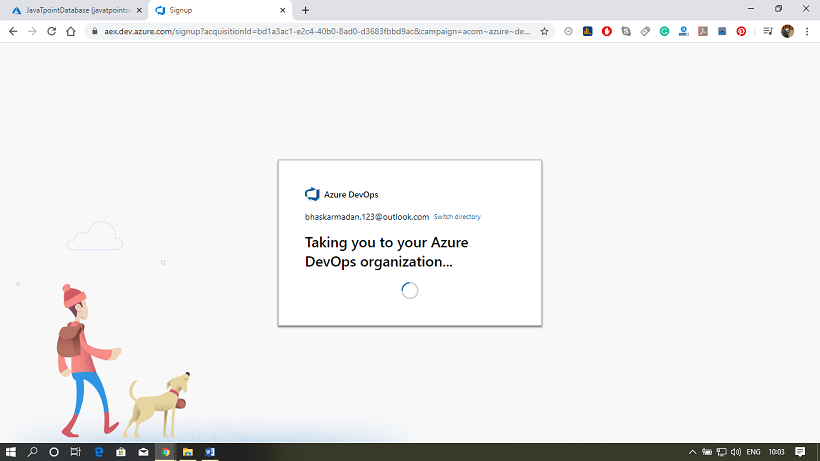 JavaTpointDatabase (javatpoints
Signup
aex.dev.azure.com/signup?acquisitionId=bd1a3ac1-e2c4-40b0-8ad0-d3683fbbd9ac&campaign=acom~azure~de...
Azure DevOps
bhaskarmadan.123@outlook.com Switch directory
Taking you to your Azure
DevOps organization...
ENG 10:03